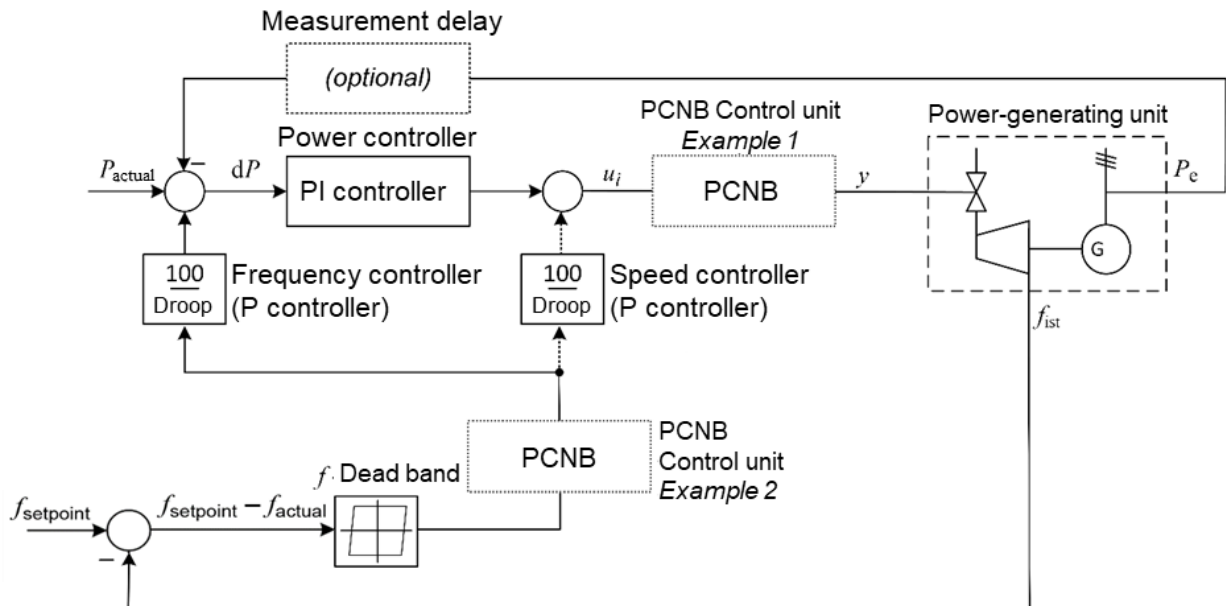 Measurement delay
(optional)
Power controller
PCNB Control unit
Example 1
Power-generating unit
P_actual
−
dP
PI controller
u_i
PCNB
y
P_e
G
100
Droop
Frequency controller
(P controller)
100
Droop
Speed controller
(P controller)
f_ist
PCNB
PCNB
Control unit
Example 2
f Dead band
f_setpoint
f_setpoint − f_actual
−